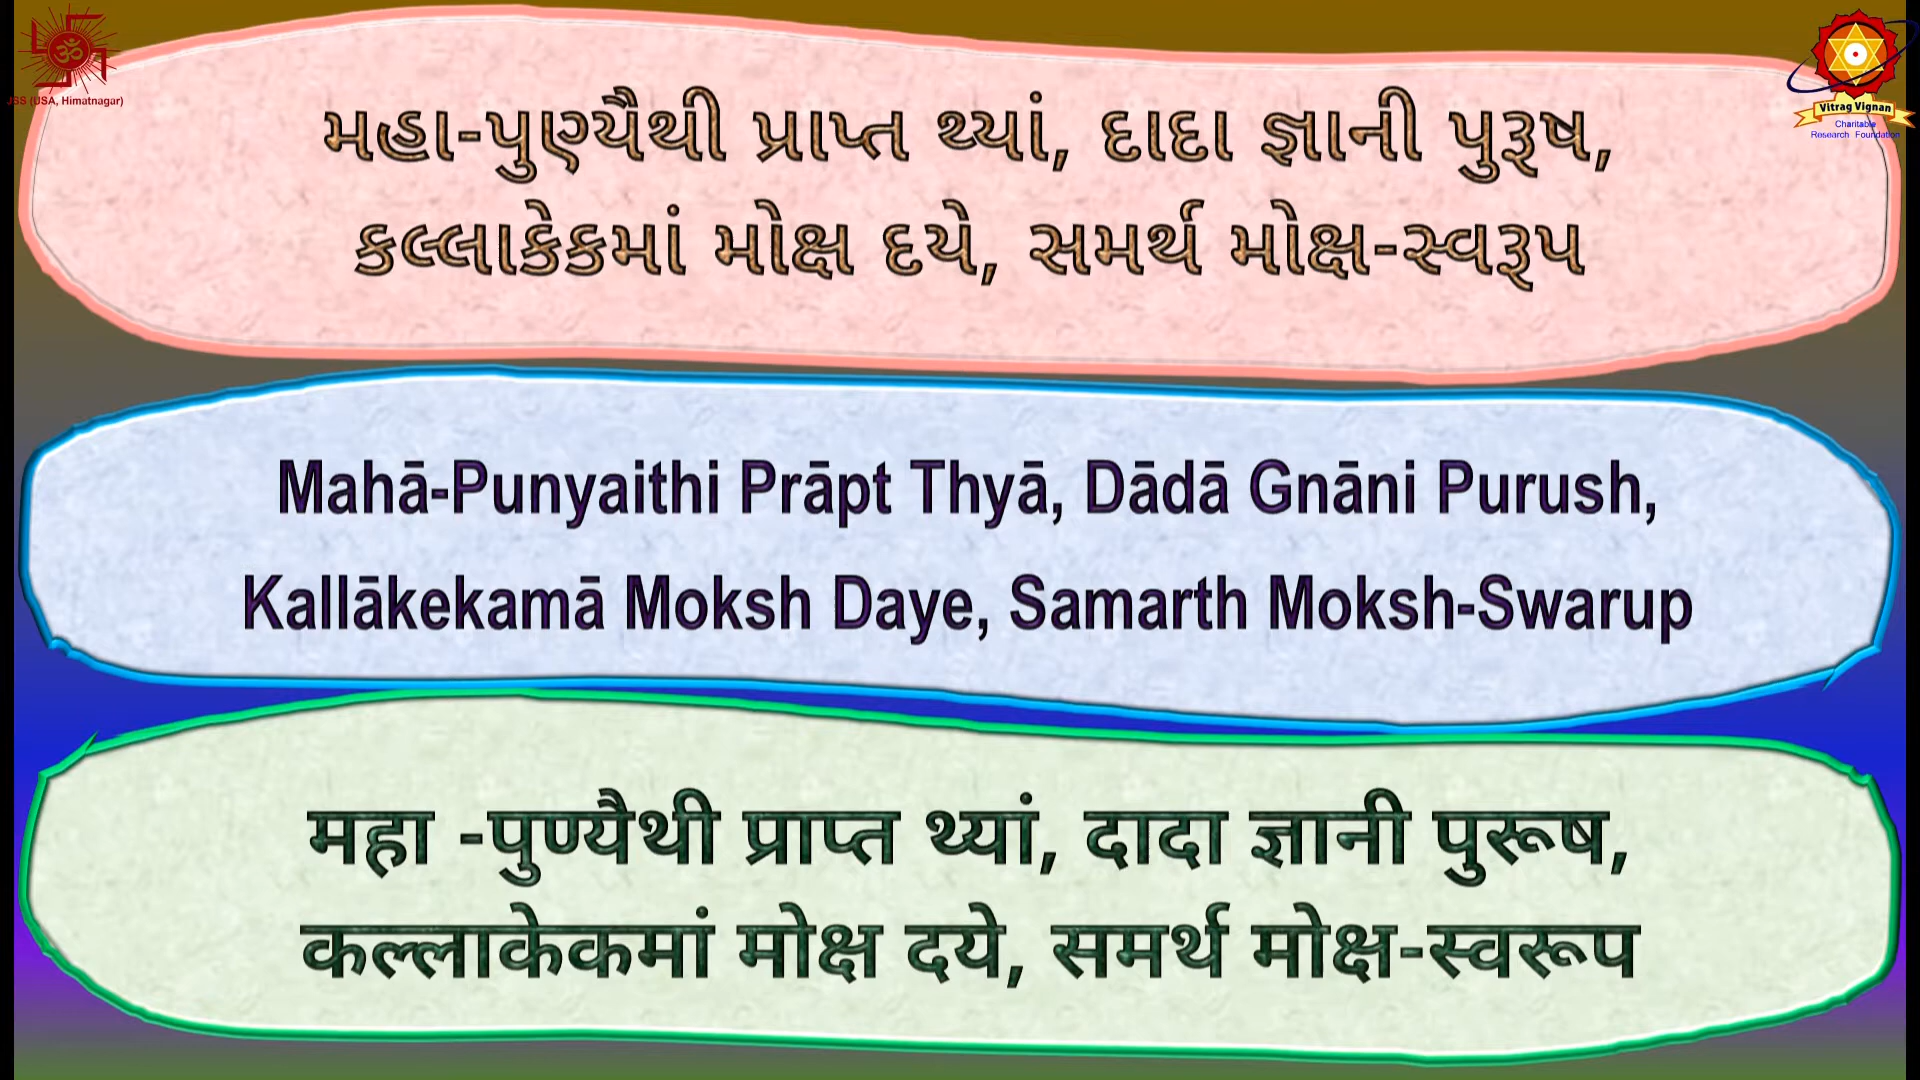 ॐ
JSS (USA, Himatnagar)
Vitrag Vignan
Charitable
Research Foundation
મહા-પુણ્યૈથી પ્રાપ્ત થ્યાં, દાદા જ્ઞાની પુરૂષ,
કલ્લાકેકમાં મોક્ષ દયે, સમર્થ મોક્ષ-સ્વરૂપ
Mahā-Punyaithi Prāpt Thyā, Dādā Gnāni Purush,
Kallākekamā Moksh Daye, Samarth Moksh-Swarup
महा -पुण्यैथी प्राप्त थ्यां, दादा ज्ञानी पुरूष,
कल्लाकेकमां मोक्ष दये, समर्थ मोक्ष-स्वरूप